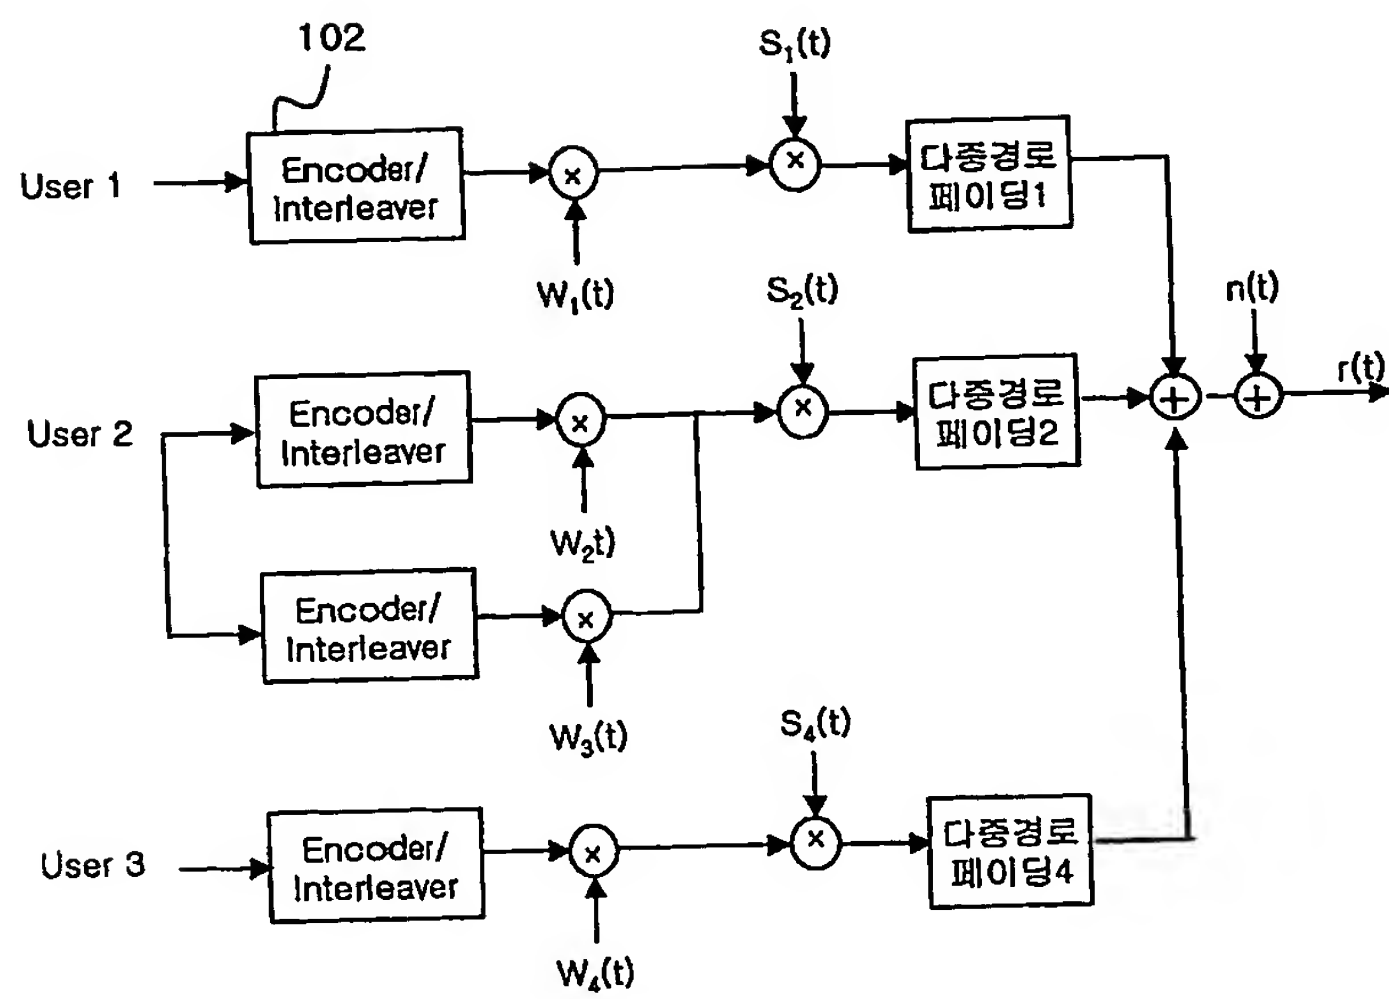 102
S₁(t)
User 1
Encoder/
Interleaver
×
×
다중경로
페이딩1
W₁(t)
S₂(t)
n(t)
User 2
Encoder/
Interleaver
×
×
다중경로
페이딩2
+
+
r(t)
W₂t)
Encoder/
Interleaver
×
W₃(t)
S₄(t)
User 3
Encoder/
Interleaver
×
×
다중경로
페이딩4
W₄(t)